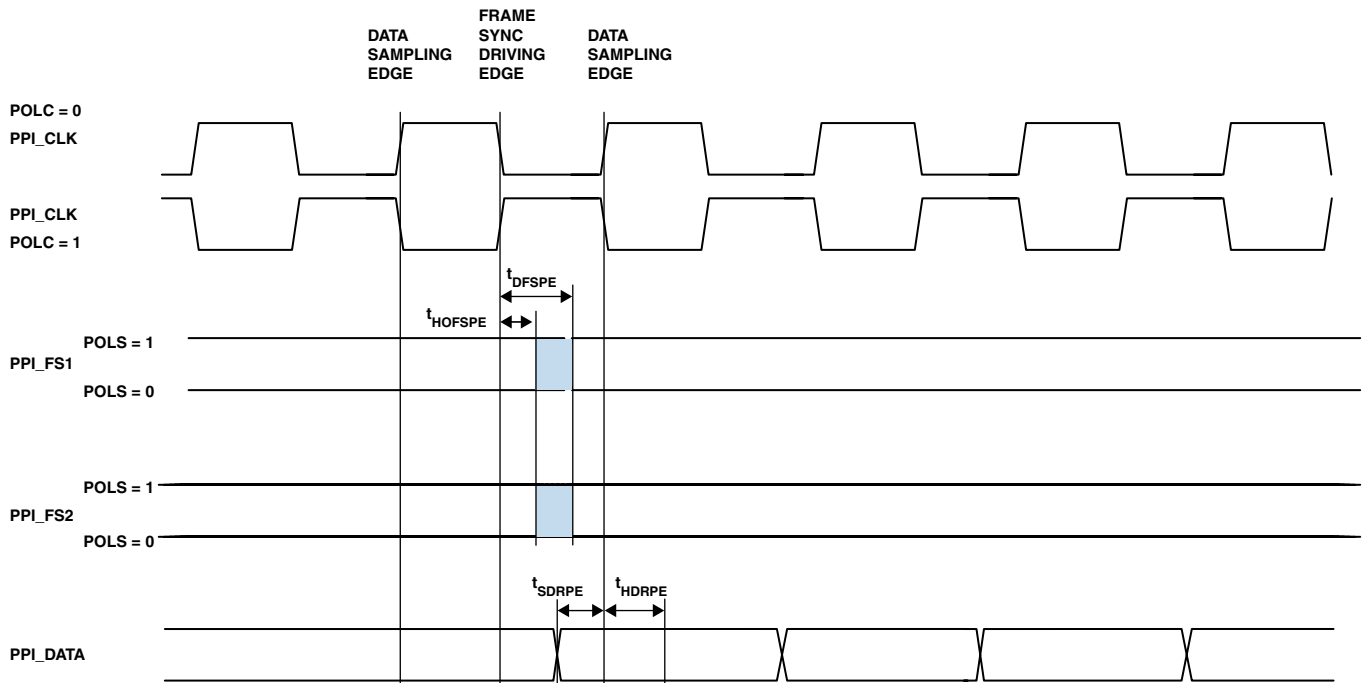 DATA
SAMPLING
EDGE
FRAME
SYNC
DRIVING
EDGE
DATA
SAMPLING
EDGE
POLC = 0
PPI_CLK
PPI_CLK
POLC = 1
tDFSPE
tHOFSPE
POLS = 1
PPI_FS1
POLS = 0
POLS = 1
PPI_FS2
POLS = 0
tSDRPE
tHDRPE
PPI_DATA